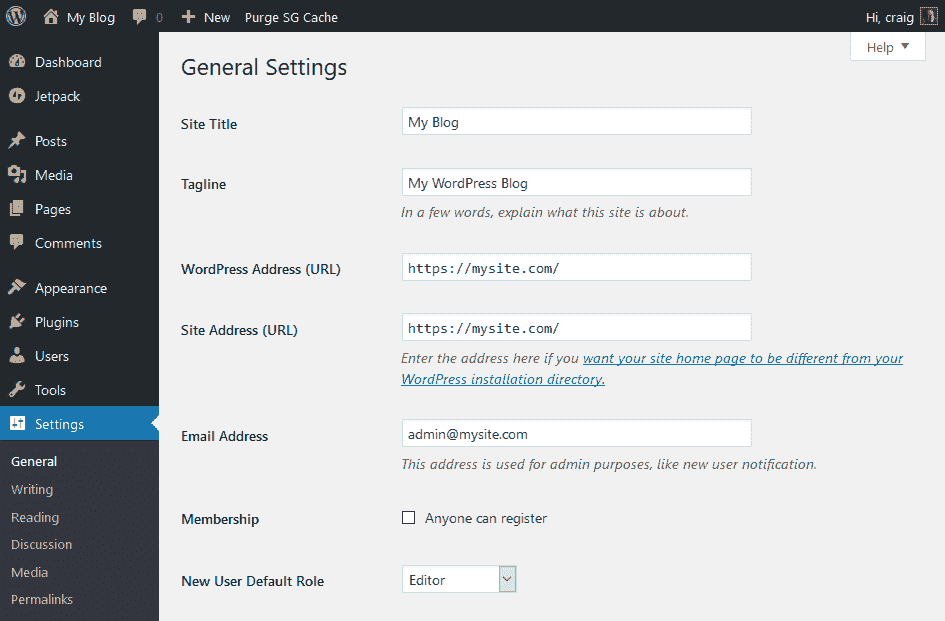 My Blog 0 New Purge SG Cache Hi, craig
Help
Dashboard
Jetpack
Posts
Media
Pages
Comments
Appearance
Plugins
Users
Tools
Settings
General
Writing
Reading
Discussion
Media
Permalinks
General Settings
Site Title My Blog
Tagline My WordPress Blog
In a few words, explain what this site is about.
WordPress Address (URL) https://mysite.com/
Site Address (URL) https://mysite.com/
Enter the address here if you want your site home page to be different from your
WordPress installation directory.
Email Address admin@mysite.com
This address is used for admin purposes, like new user notification.
Membership Anyone can register
New User Default Role Editor